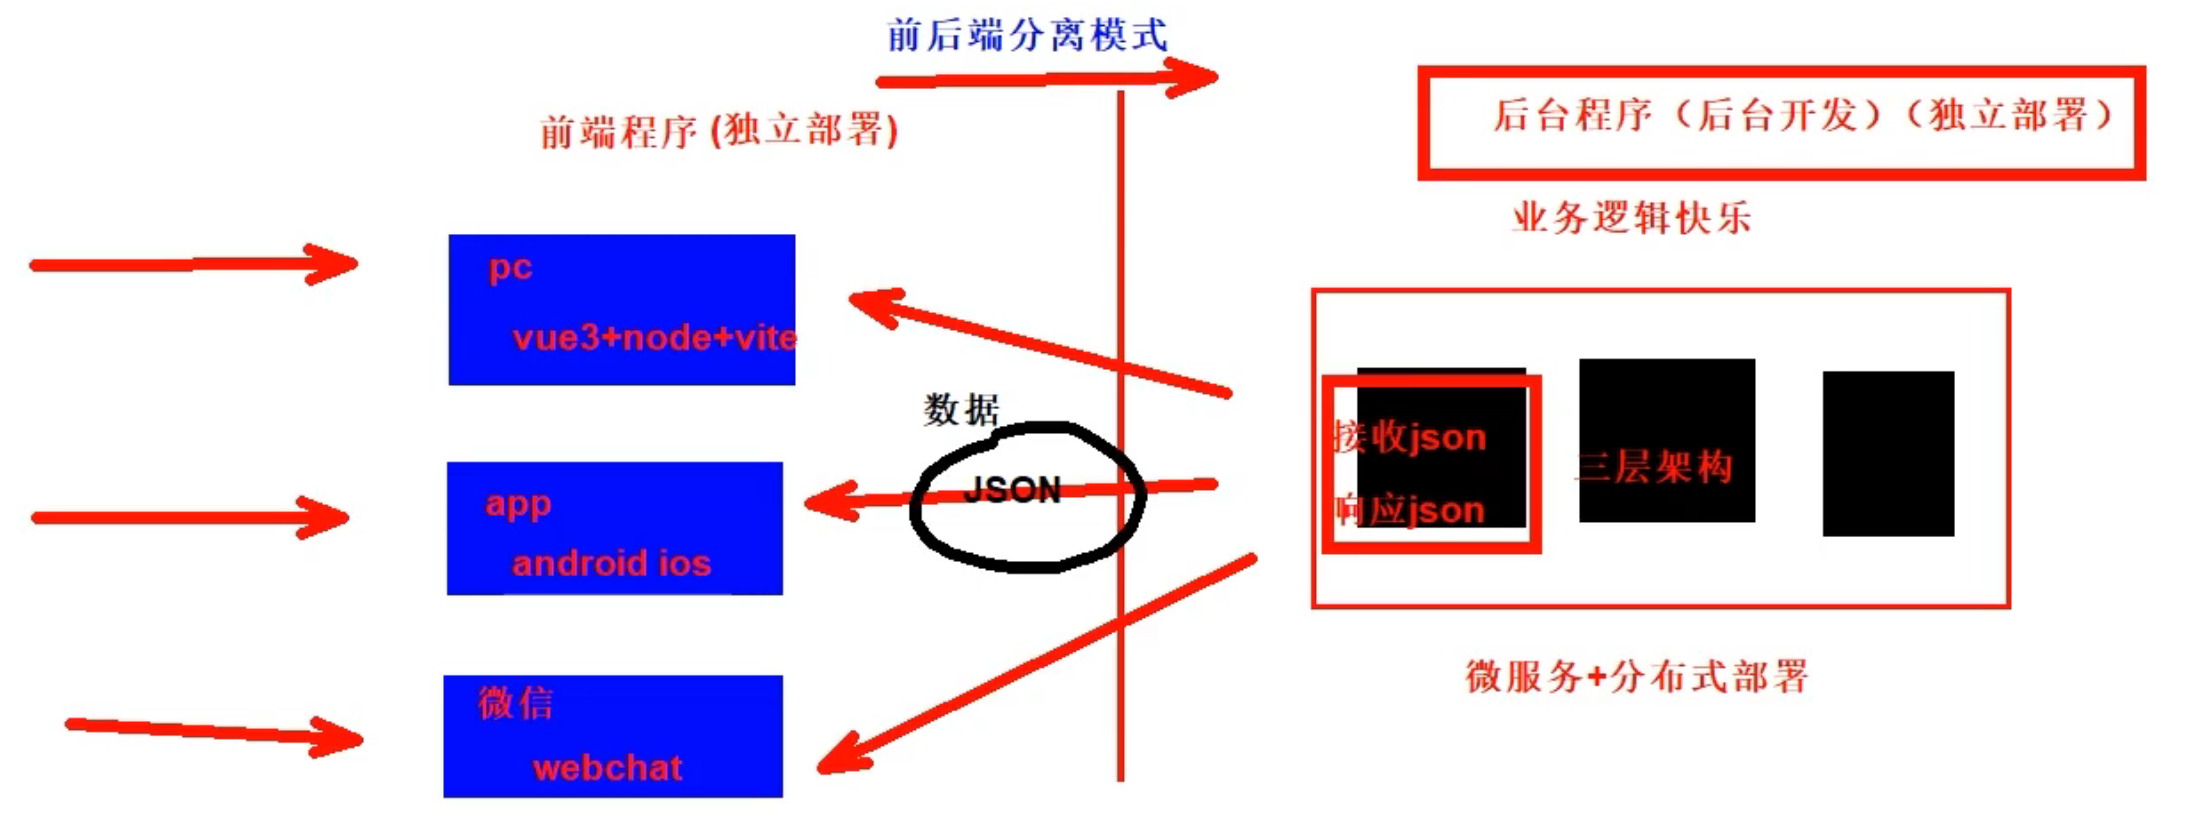 前后端分离模式
前端程序 (独立部署)
后台程序（后台开发）（独立部署）
业务逻辑快乐
pc
vue3+node+vite
数据
JSON
app
android ios
微信
webchat
接收json
响应json
三层架构
微服务+分布式部署